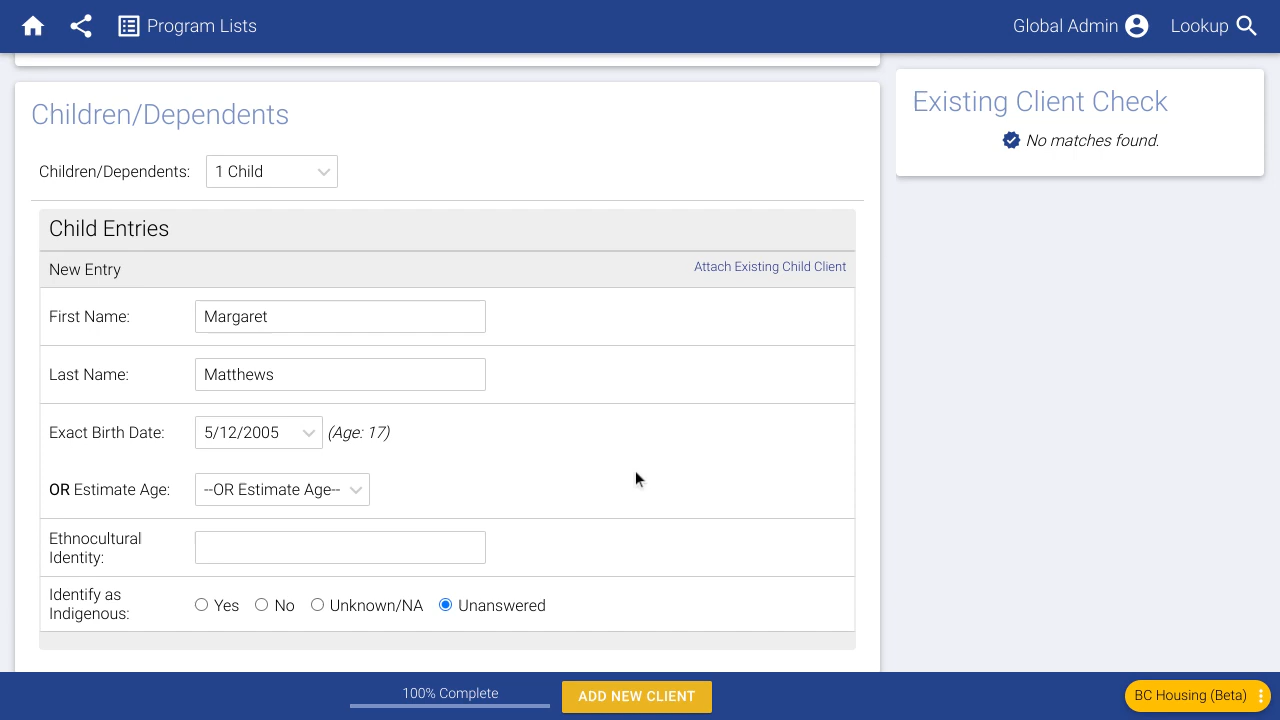 Program Lists
Global Admin
Lookup
Children/Dependents
Children/Dependents: 1 Child
Child Entries
New Entry
Attach Existing Child Client
First Name: Margaret
Last Name: Matthews
Exact Birth Date: 5/12/2005 (Age: 17)
OR Estimate Age: --OR Estimate Age--
Ethnocultural
Identity:
Identify as
Indigenous:
Yes No Unknown/NA Unanswered
Existing Client Check
No matches found.
100% Complete
ADD NEW CLIENT
BC Housing (Beta)